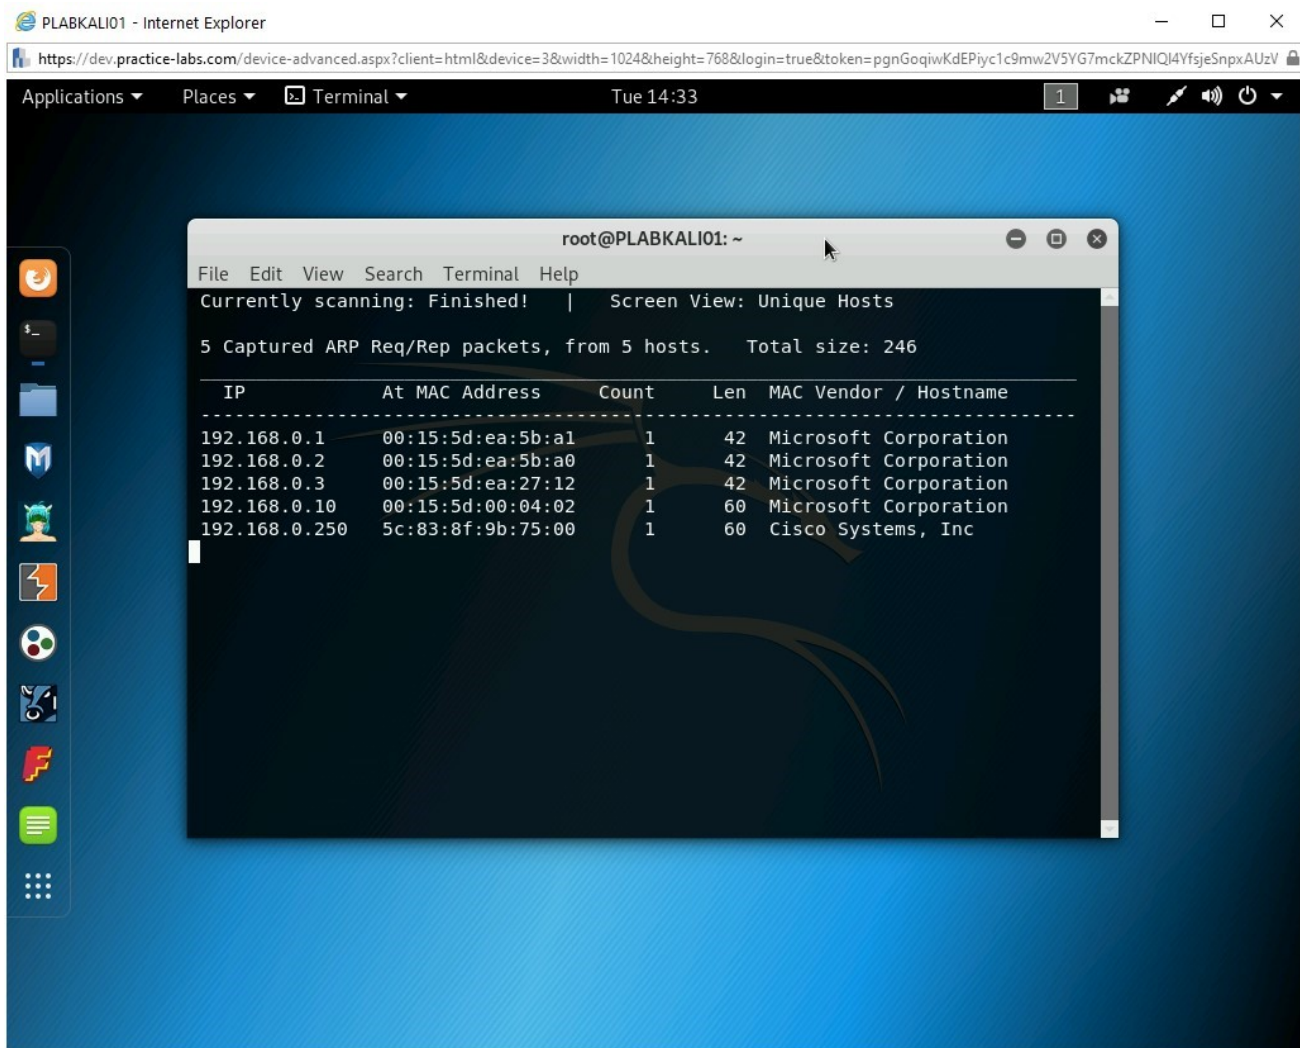 PLABKALI01 - Internet Explorer
https://dev.practice-labs.com/device-advanced.aspx?client=html&device=3&width=1024&height=768&login=true&token=pgnGoqiwKdEPiyc1c9mw2V5YG7mckZPNIQI4YfsjeSnpxAUzV
Applications Places Terminal Tue 14:33 1
root@PLABKALI01: ~
File Edit View Search Terminal Help
Currently scanning: Finished! | Screen View: Unique Hosts
5 Captured ARP Req/Rep packets, from 5 hosts. Total size: 246
IP At MAC Address Count Len MAC Vendor / Hostname
192.168.0.1 00:15:5d:ea:5b:a1 1 42 Microsoft Corporation
192.168.0.2 00:15:5d:ea:5b:a0 1 42 Microsoft Corporation
192.168.0.3 00:15:5d:ea:27:12 1 42 Microsoft Corporation
192.168.0.10 00:15:5d:00:04:02 1 60 Microsoft Corporation
192.168.0.250 5c:83:8f:9b:75:00 1 60 Cisco Systems, Inc